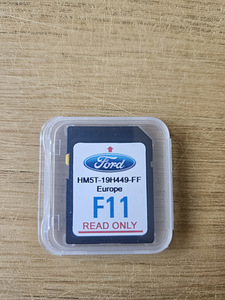 Ford
HM5T-19H449-FF
Europe
F11
READ ONLY